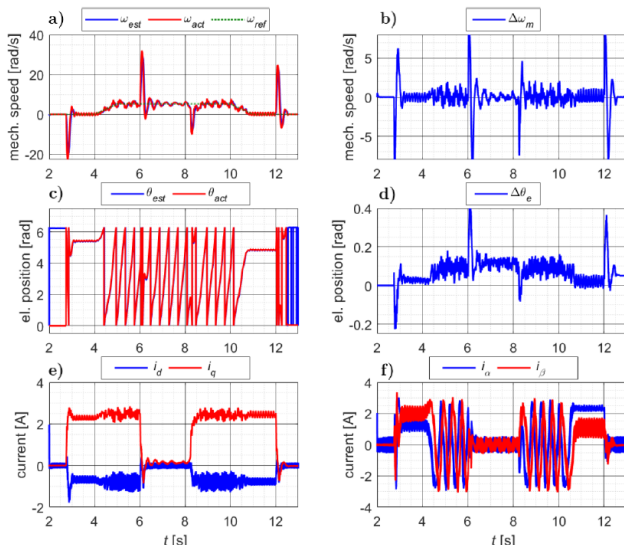 a) ω_est ω_act ω_ref
mech. speed [rad/s]
40
20
0
-20
2 4 6 8 10 12
b) Δω_m
mech. speed [rad/s]
5
0
-5
2 4 6 8 10 12
c) θ_est θ_act
el. position [rad]
6
4
2
0
2 4 6 8 10 12
d) Δθ_e
el. position [rad]
0.4
0.2
0
-0.2
2 4 6 8 10 12
e) i_d i_q
current [A]
4
2
0
-2
2 4 6 8 10 12
t [s]
f) i_α i_β
current [A]
4
2
0
-2
-4
2 4 6 8 10 12
t [s]